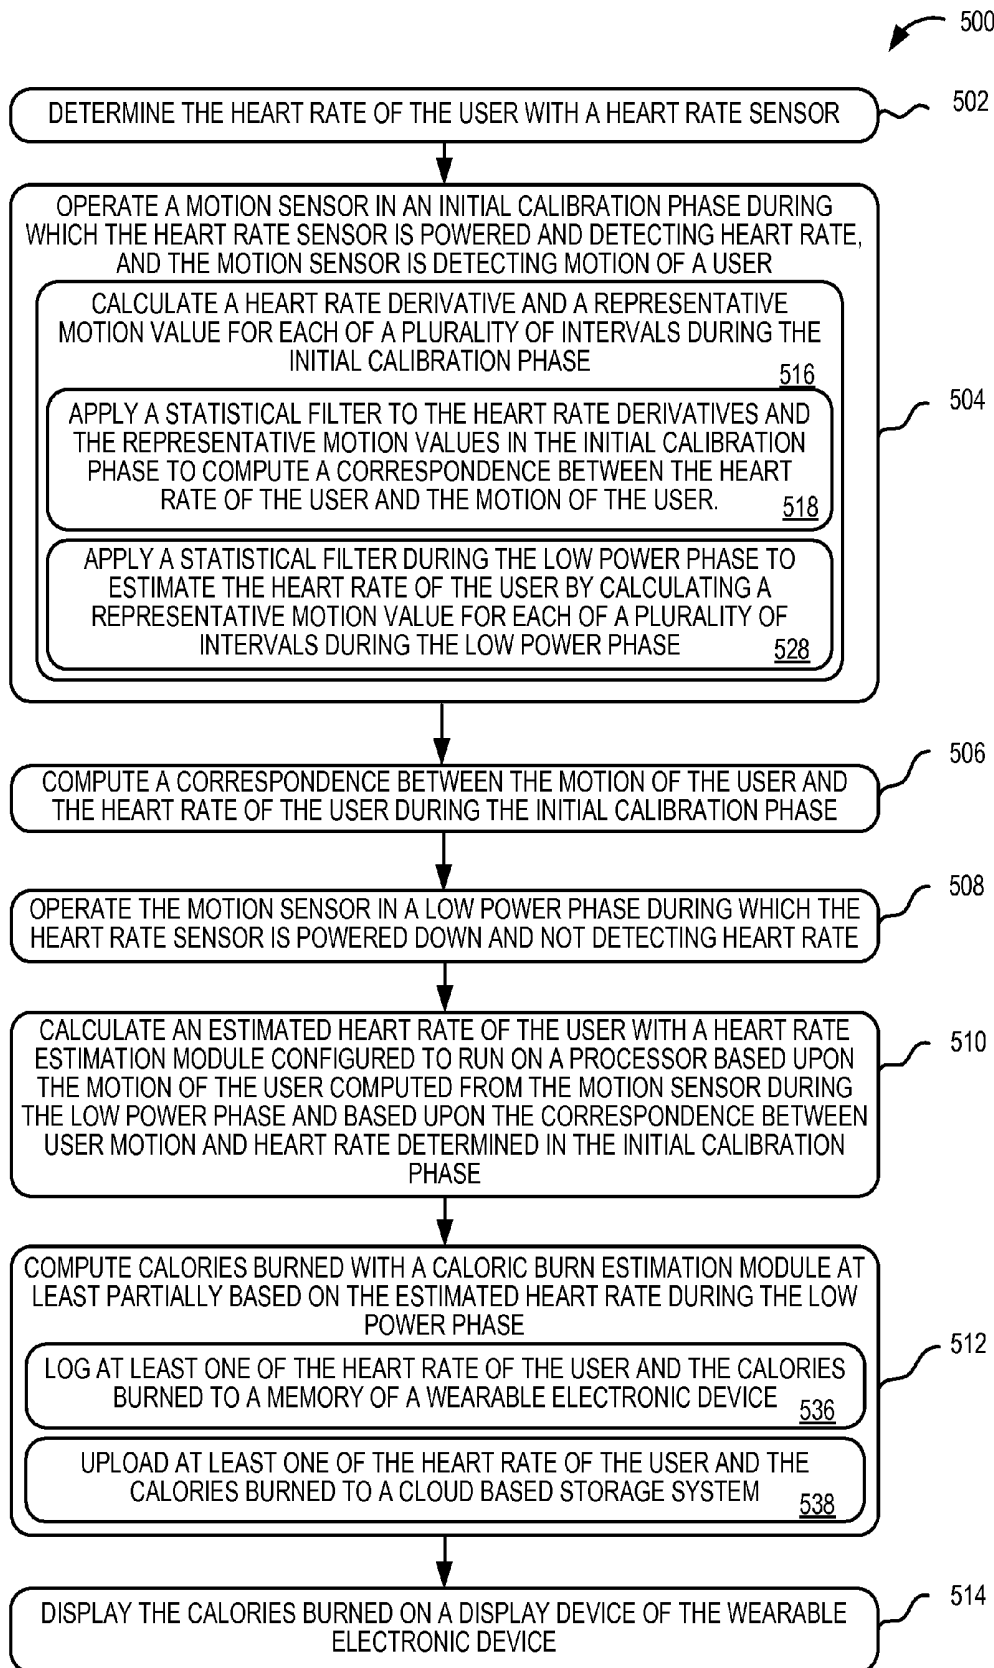 500
DETERMINE THE HEART RATE OF THE USER WITH A HEART RATE SENSOR
502
OPERATE A MOTION SENSOR IN AN INITIAL CALIBRATION PHASE DURING
WHICH THE HEART RATE SENSOR IS POWERED AND DETECTING HEART RATE,
AND THE MOTION SENSOR IS DETECTING MOTION OF A USER
CALCULATE A HEART RATE DERIVATIVE AND A REPRESENTATIVE
MOTION VALUE FOR EACH OF A PLURALITY OF INTERVALS DURING THE
INITIAL CALIBRATION PHASE
516
APPLY A STATISTICAL FILTER TO THE HEART RATE DERIVATIVES AND
THE REPRESENTATIVE MOTION VALUES IN THE INITIAL CALIBRATION
PHASE TO COMPUTE A CORRESPONDENCE BETWEEN THE HEART
RATE OF THE USER AND THE MOTION OF THE USER.
518
504
APPLY A STATISTICAL FILTER DURING THE LOW POWER PHASE TO
ESTIMATE THE HEART RATE OF THE USER BY CALCULATING A
REPRESENTATIVE MOTION VALUE FOR EACH OF A PLURALITY OF
INTERVALS DURING THE LOW POWER PHASE
528
COMPUTE A CORRESPONDENCE BETWEEN THE MOTION OF THE USER AND
THE HEART RATE OF THE USER DURING THE INITIAL CALIBRATION PHASE
506
OPERATE THE MOTION SENSOR IN A LOW POWER PHASE DURING WHICH THE
HEART RATE SENSOR IS POWERED DOWN AND NOT DETECTING HEART RATE
508
CALCULATE AN ESTIMATED HEART RATE OF THE USER WITH A HEART RATE
ESTIMATION MODULE CONFIGURED TO RUN ON A PROCESSOR BASED UPON
THE MOTION OF THE USER COMPUTED FROM THE MOTION SENSOR DURING
THE LOW POWER PHASE AND BASED UPON THE CORRESPONDENCE BETWEEN
USER MOTION AND HEART RATE DETERMINED IN THE INITIAL CALIBRATION
PHASE
510
COMPUTE CALORIES BURNED WITH A CALORIC BURN ESTIMATION MODULE AT
LEAST PARTIALLY BASED ON THE ESTIMATED HEART RATE DURING THE LOW
POWER PHASE
512
LOG AT LEAST ONE OF THE HEART RATE OF THE USER AND THE CALORIES
BURNED TO A MEMORY OF A WEARABLE ELECTRONIC DEVICE
536
UPLOAD AT LEAST ONE OF THE HEART RATE OF THE USER AND THE
CALORIES BURNED TO A CLOUD BASED STORAGE SYSTEM
538
DISPLAY THE CALORIES BURNED ON A DISPLAY DEVICE OF THE WEARABLE
ELECTRONIC DEVICE
514